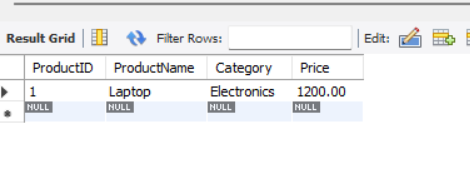 Result Grid Filter Rows: Edit:
ProductID ProductName Category Price
1 Laptop Electronics 1200.00
NULL NULL NULL NULL